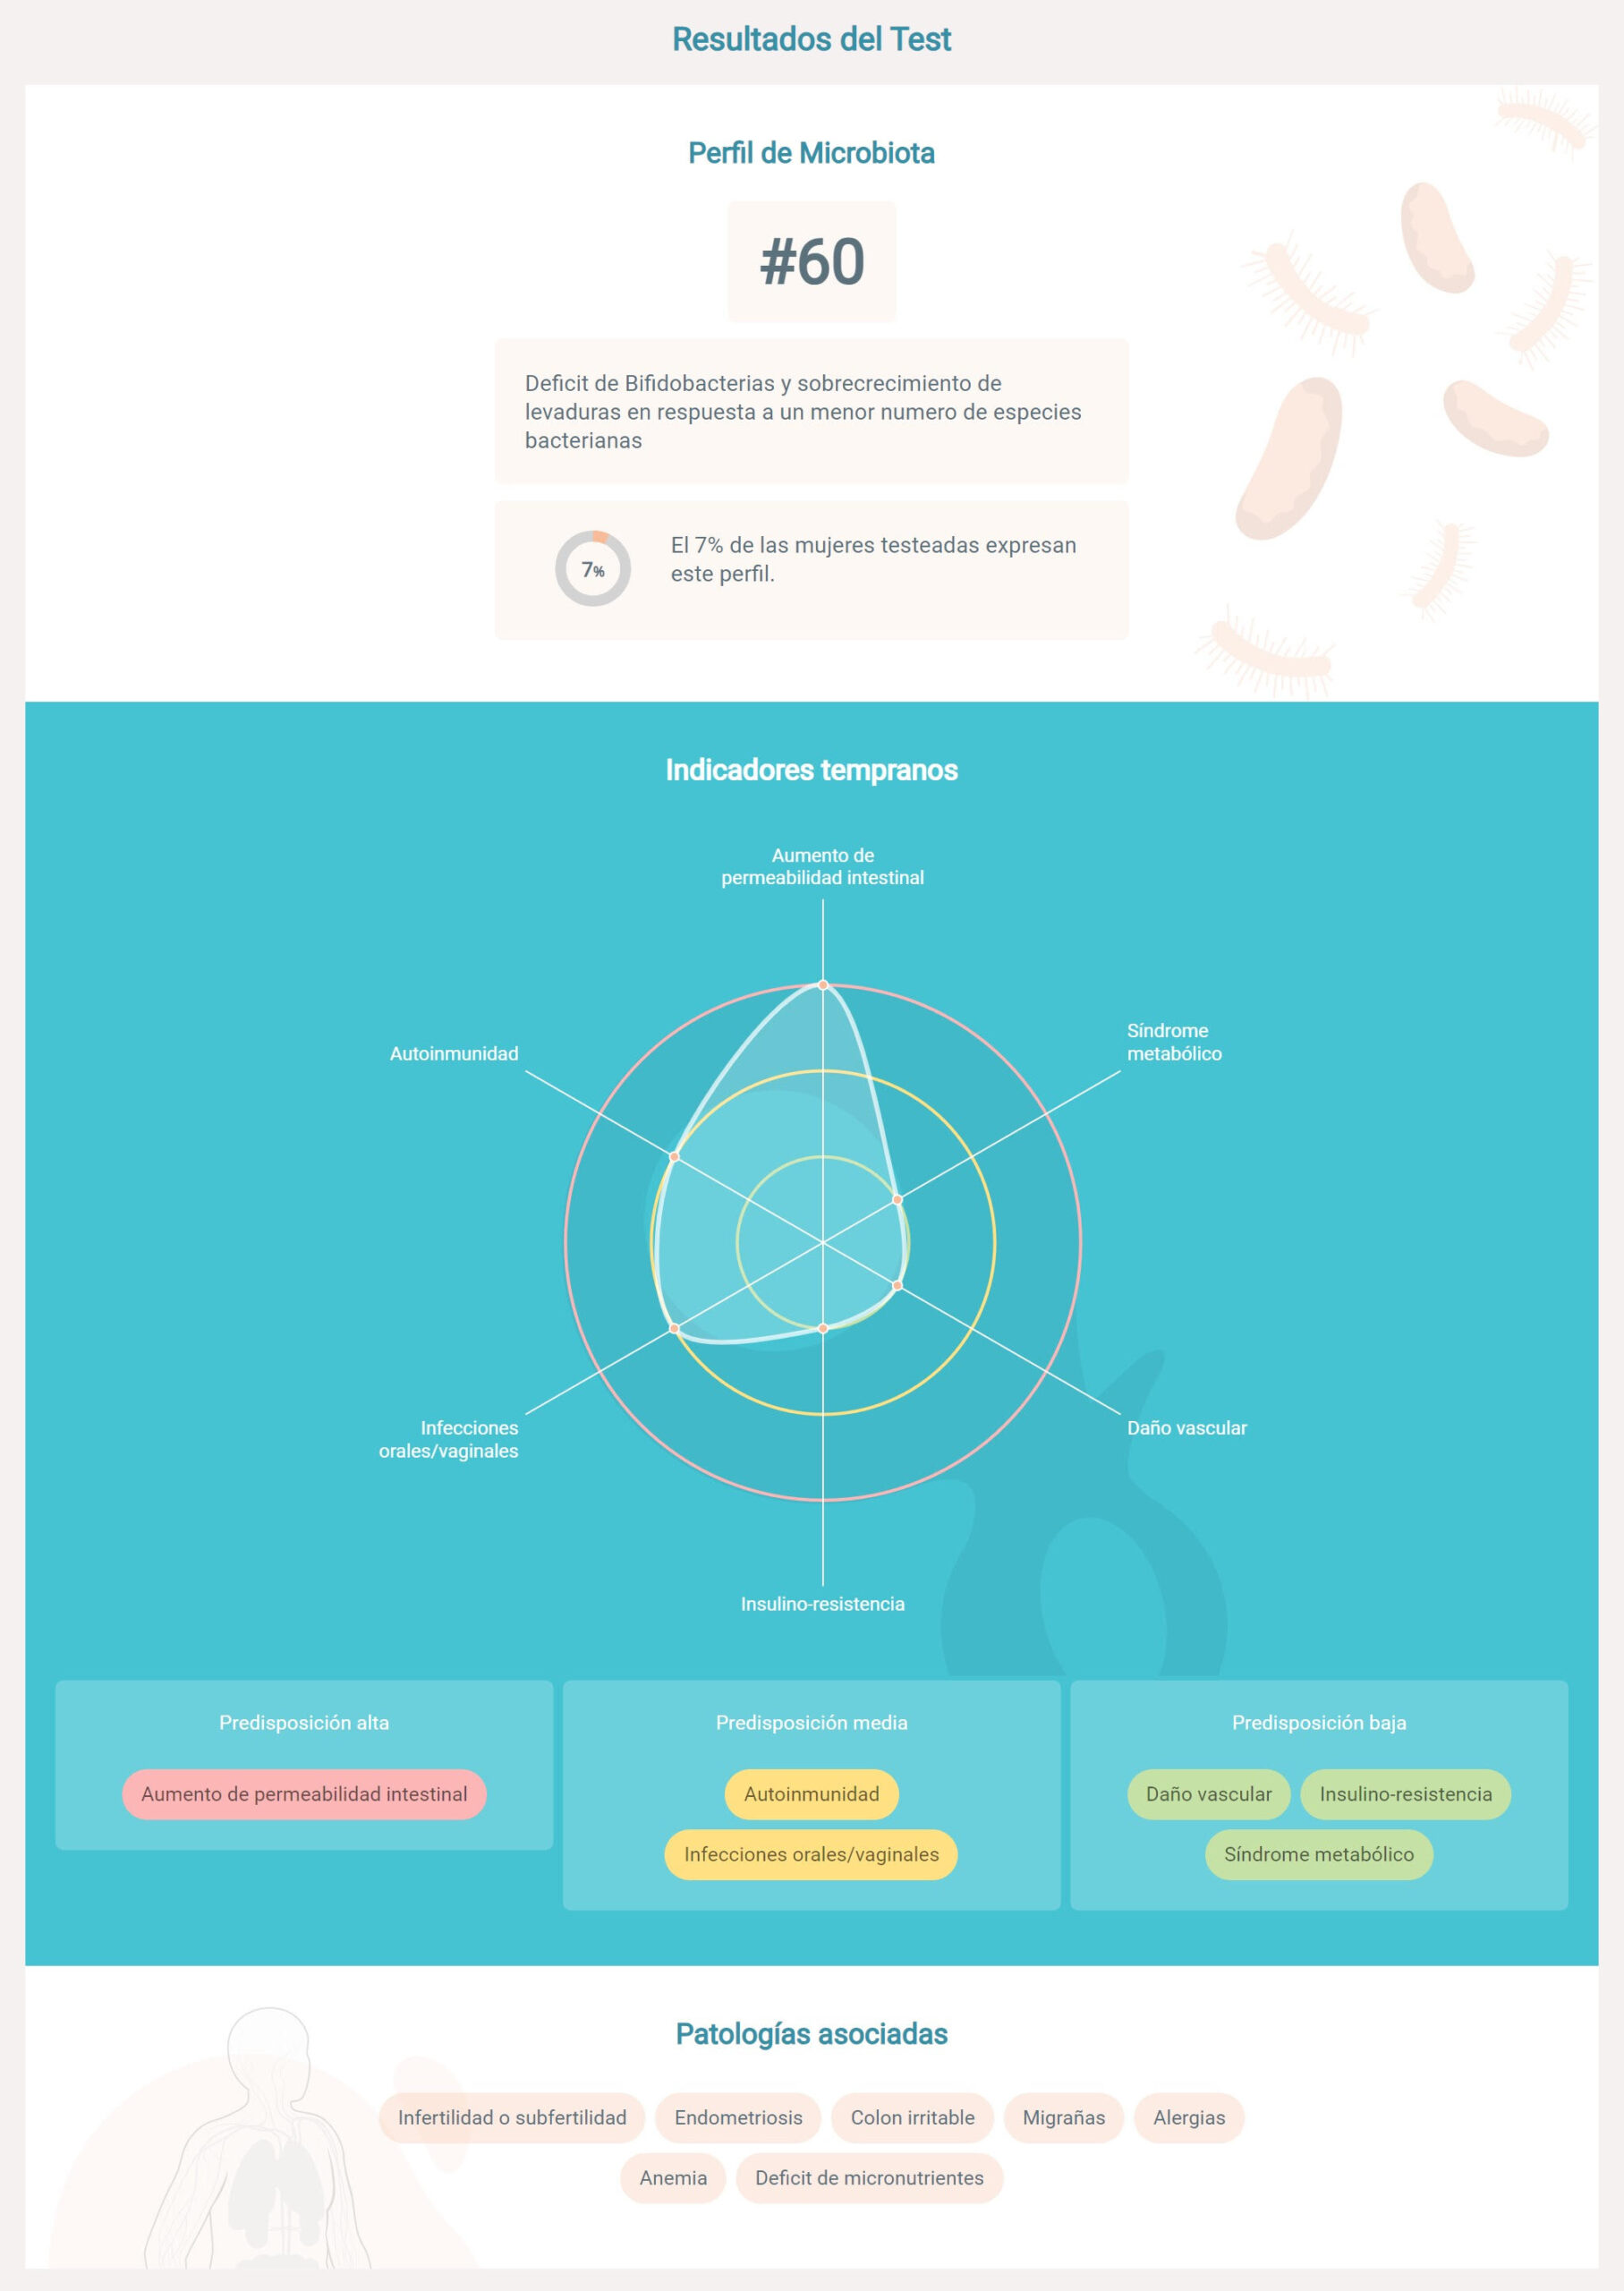 Resultados del Test
Perfil de Microbiota
#60
Deficit de Bifidobacterias y sobrecrecimiento de
levaduras en respuesta a un menor numero de especies
bacterianas
7%
El 7% de las mujeres testeadas expresan
este perfil.
Indicadores tempranos
Aumento de
permeabilidad intestinal
Síndrome
metabólico
Autoinmunidad
Infecciones
orales/vaginales
Daño vascular
Insulino-resistencia
Predisposición alta
Aumento de permeabilidad intestinal
Predisposición media
Autoinmunidad
Infecciones orales/vaginales
Predisposición baja
Daño vascular
Insulino-resistencia
Síndrome metabólico
Patologías asociadas
Infertilidad o subfertilidad
Endometriosis
Colon irritable
Migrañas
Alergias
Anemia
Deficit de micronutrientes